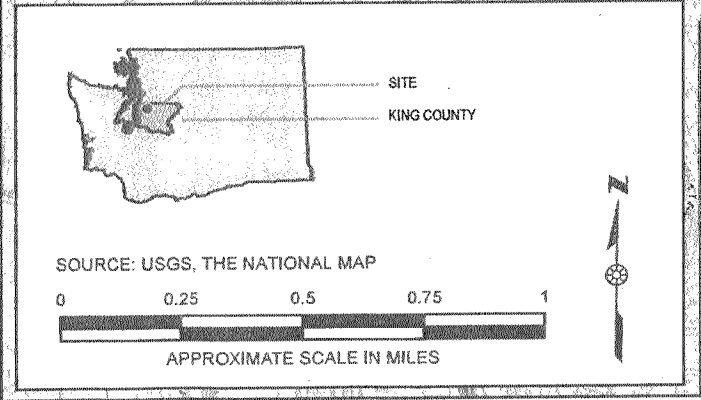 SITE
KING COUNTY
N
SOURCE: USGS, THE NATIONAL MAP
0 0.25 0.5 0.75 1
APPROXIMATE SCALE IN MILES